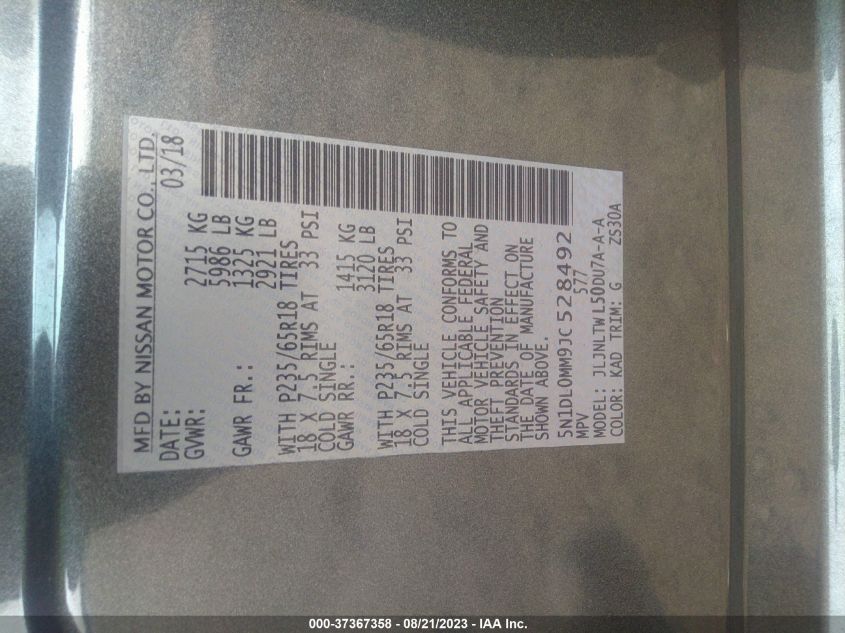 MFD BY NISSAN MOTOR CO., LTD.
DATE: 03/18
GVWR: 2715 KG
5986 LB
GAWR FR.: 1325 KG
2921 LB
WITH P235/65R18 TIRES
18 X 7.5 RIMS AT 33 PSI
COLD SINGLE
GAWR RR.: 1415 KG
3120 LB
WITH P235/65R18 TIRES
18 X 7.5 RIMS AT 33 PSI
COLD SINGLE
THIS VEHICLE CONFORMS TO
ALL APPLICABLE FEDERAL
MOTOR VEHICLE SAFETY AND
THEFT PREVENTION
STANDARDS IN EFFECT ON
THE DATE OF MANUFACTURE
SHOWN ABOVE.
5N1DL0MM9JC528492
MPV 577
MODEL: JLJNLTWL50DU7A-A-A
COLOR: KAD TRIM: G ZS30A
000-37367358 - 08/21/2023 - IAA Inc.